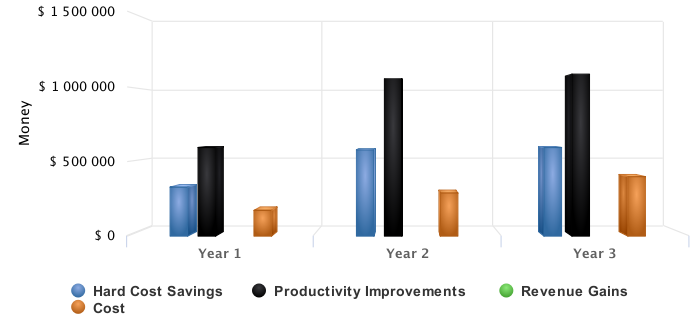 $ 1 500 000
$ 1 000 000
$ 500 000
$ 0
Money
Year 1
Year 2
Year 3
Hard Cost Savings
Productivity Improvements
Revenue Gains
Cost